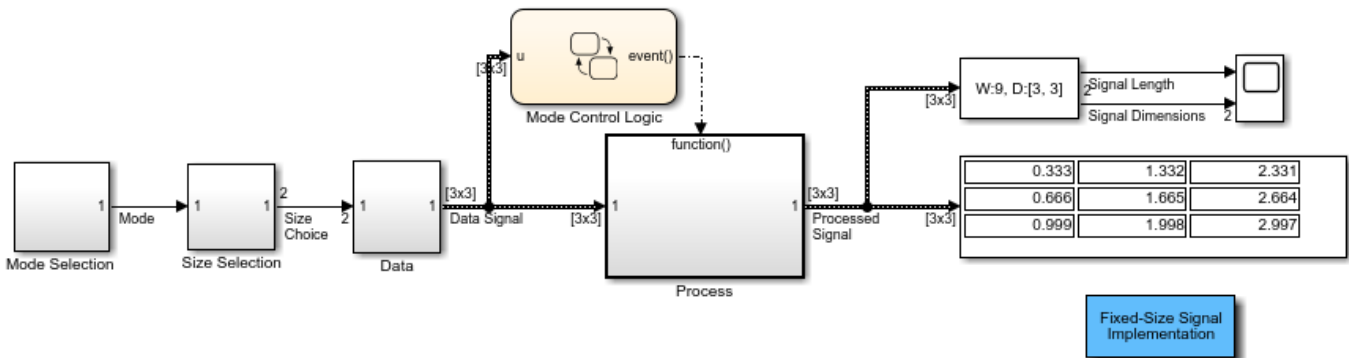 u
event()
[3x3]
Mode Control Logic
W:9, D:[3, 3]
[3x3]
2
Signal Length
Signal Dimensions
2
function()
1
Mode
1
1
2
Size
Choice
2
1
1
[3x3]
Data Signal
[3x3]
1
1
[3x3]
Processed
Signal
[3x3]
0.333 1.332 2.331
0.666 1.665 2.664
0.999 1.998 2.997
Mode Selection
Size Selection
Data
Process
Fixed-Size Signal
Implementation